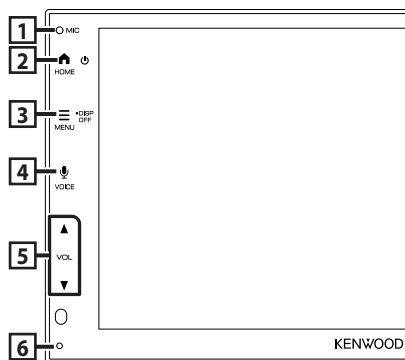 1
MIC
2
HOME
3
•DISP
OFF
MENU
4
VOICE
5
VOL
6
KENWOOD